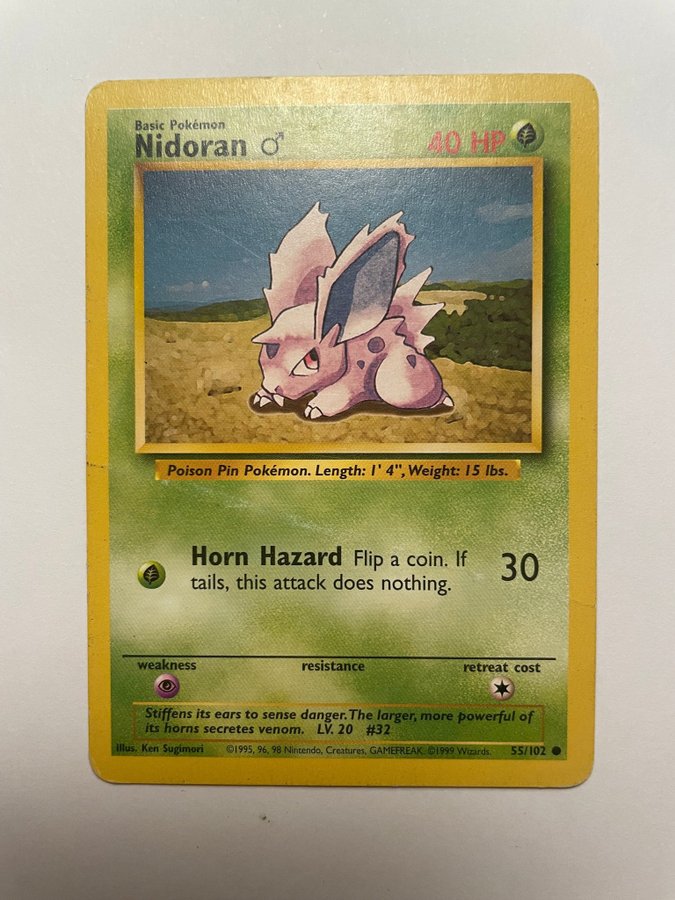 Basic Pokémon
Nidoran ♂ 40 HP
Poison Pin Pokémon. Length: 1' 4", Weight: 15 lbs.
Horn Hazard Flip a coin. If
tails, this attack does nothing. 30
weakness resistance retreat cost
Stiffens its ears to sense danger. The larger, more powerful of
its horns secretes venom. LV. 20 #32
Illus. Ken Sugimori ©1995, 96, 98 Nintendo, Creatures, GAMEFREAK. ©1999 Wizards. 55/102 ●